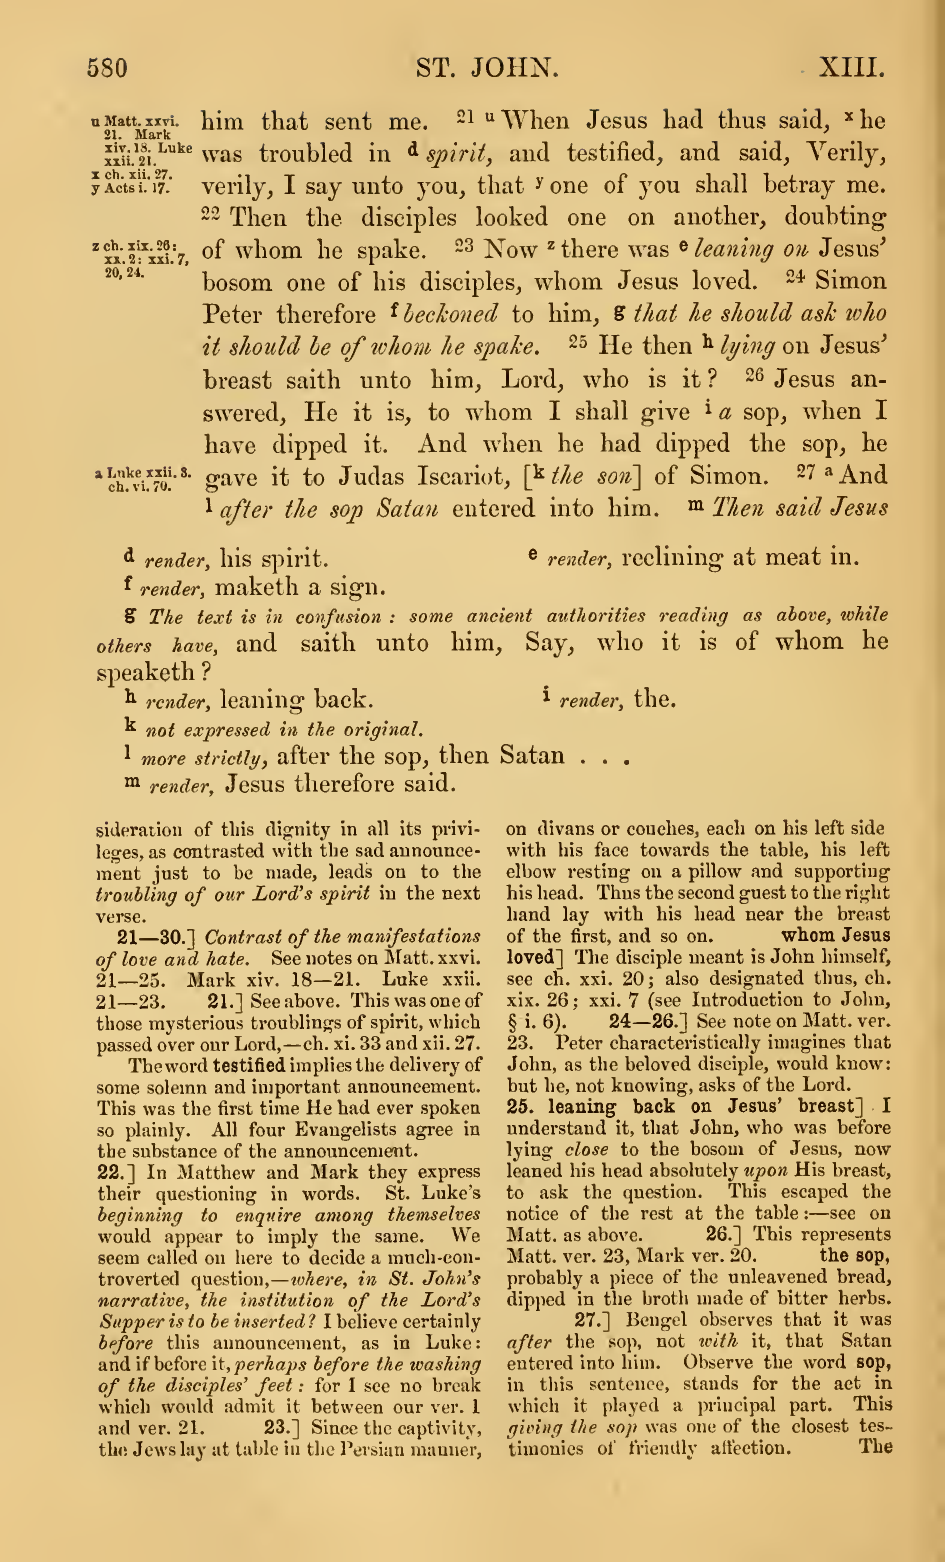 580 ST. JOHN. XIII.
u Matt. xxvi.
21. Mark
xiv. 18. Luke
xxii. 21.
x ch. xii. 27.
y Acts i. 17.
z ch. xix. 26:
xx. 2: xxi. 7,
20, 24.
a Luke xxii. 3.
ch. vi. 70.
him that sent me. 21 u When Jesus had thus said, x he
was troubled in d spirit, and testified, and said, Verily,
verily, I say unto you, that y one of you shall betray me.
22 Then the disciples looked one on another, doubting
of whom he spake. 23 Now z there was e leaning on Jesus'
bosom one of his disciples, whom Jesus loved. 24 Simon
Peter therefore f beckoned to him, g that he should ask who
it should be of whom he spake. 25 He then h lying on Jesus'
breast saith unto him, Lord, who is it? 26 Jesus an-
swered, He it is, to whom I shall give i a sop, when I
have dipped it. And when he had dipped the sop, he
gave it to Judas Iscariot, [k the son] of Simon. 27 a And
l after the sop Satan entered into him. m Then said Jesus
d render, his spirit. e render, reclining at meat in.
f render, maketh a sign.
g The text is in confusion : some ancient authorities reading as above, while
others have, and saith unto him, Say, who it is of whom he
speaketh ?
h render, leaning back. i render, the.
k not expressed in the original.
l more strictly, after the sop, then Satan . . .
m render, Jesus therefore said.
sideration of this dignity in all its privi-
leges, as contrasted with the sad announce-
ment just to be made, leads on to the
troubling of our Lord's spirit in the next
verse.
21—30.] Contrast of the manifestations
of love and hate. See notes on Matt. xxvi.
21—25. Mark xiv. 18—21. Luke xxii.
21—23. 21.] See above. This was one of
those mysterious troublings of spirit, which
passed over our Lord,—ch. xi. 33 and xii. 27.
The word testified implies the delivery of
some solemn and important announcement.
This was the first time He had ever spoken
so plainly. All four Evangelists agree in
the substance of the announcement.
22.] In Matthew and Mark they express
their questioning in words. St. Luke's
beginning to enquire among themselves
would appear to imply the same. We
seem called on here to decide a much-con-
troverted question,—where, in St. John's
narrative, the institution of the Lord's
Supper is to be inserted? I believe certainly
before this announcement, as in Luke:
and if before it, perhaps before the washing
of the disciples' feet : for I see no break
which would admit it between our ver. 1
and ver. 21. 23.] Since the captivity,
the Jews lay at table in the Persian manner,
on divans or couches, each on his left side
with his face towards the table, his left
elbow resting on a pillow and supporting
his head. Thus the second guest to the right
hand lay with his head near the breast
of the first, and so on. whom Jesus
loved] The disciple meant is John himself,
see ch. xxi. 20; also designated thus, ch.
xix. 26; xxi. 7 (see Introduction to John,
§ i. 6). 24—26.] See note on Matt. ver.
23. Peter characteristically imagines that
John, as the beloved disciple, would know:
but he, not knowing, asks of the Lord.
25. leaning back on Jesus' breast] I
understand it, that John, who was before
lying close to the bosom of Jesus, now
leaned his head absolutely upon His breast,
to ask the question. This escaped the
notice of the rest at the table :—see on
Matt. as above. 26.] This represents
Matt. ver. 23, Mark ver. 20. the sop,
probably a piece of the unleavened bread,
dipped in the broth made of bitter herbs.
27.] Bengel observes that it was
after the sop, not with it, that Satan
entered into him. Observe the word sop,
in this sentence, stands for the act in
which it played a principal part. This
giving the sop was one of the closest tes-
timonies of friendly affection. The